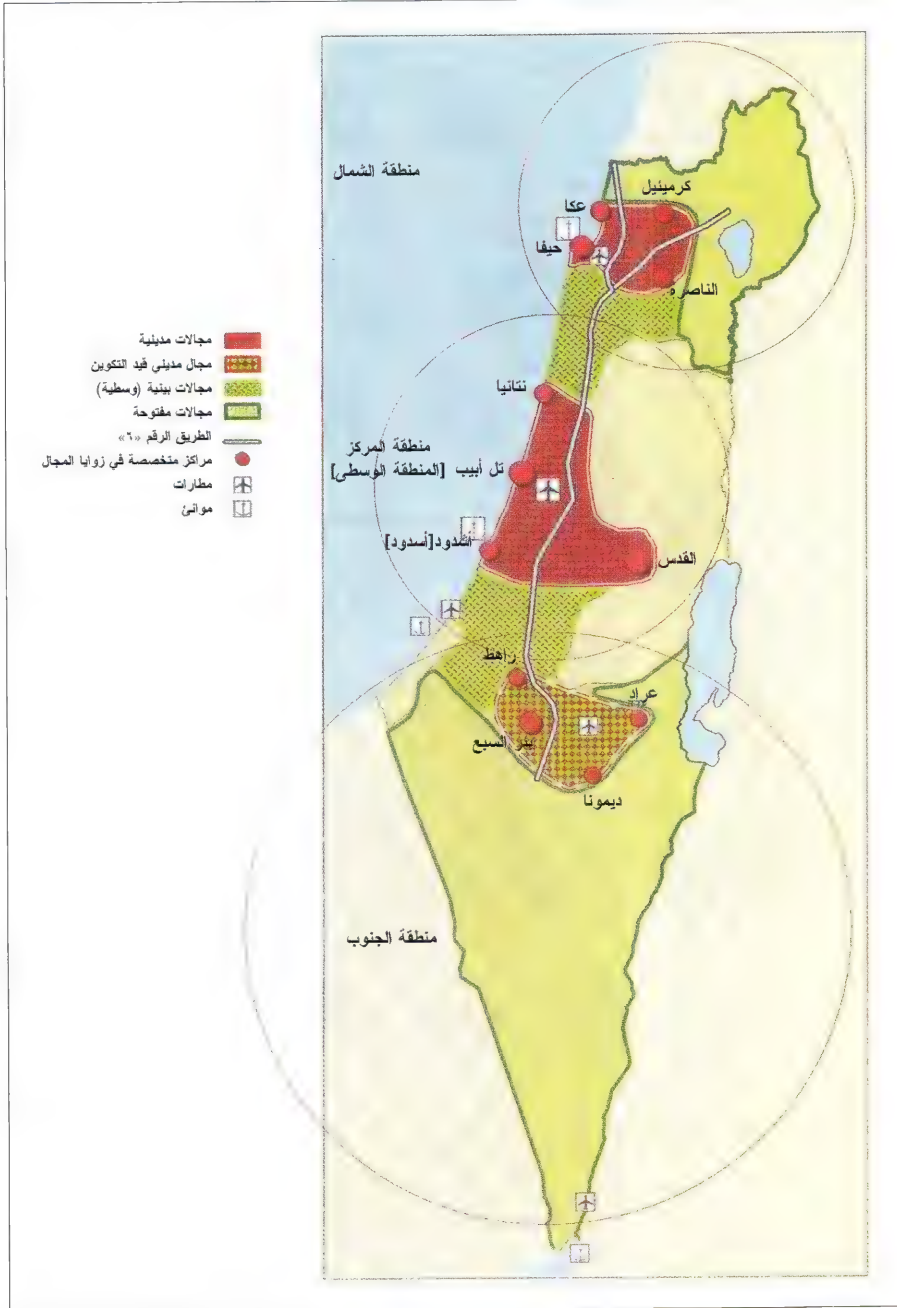 منطقة الشمال
كرميئيل
عكا
حيفا
الناصرة
مجالات مدينية
مجال مديني قيد التكوين
مجالات بينية (وسطية)
مجالات مفتوحة
الطريق الرقم «٦»
مراكز متخصصة في زوايا المجال
مطارات
موانئ
نتانيا
منطقة المركز
[المنطقة الوسطى]
تل أبيب
أشدود[أسدود]
القدس
راهط
عراد
بئر السبع
ديمونا
منطقة الجنوب